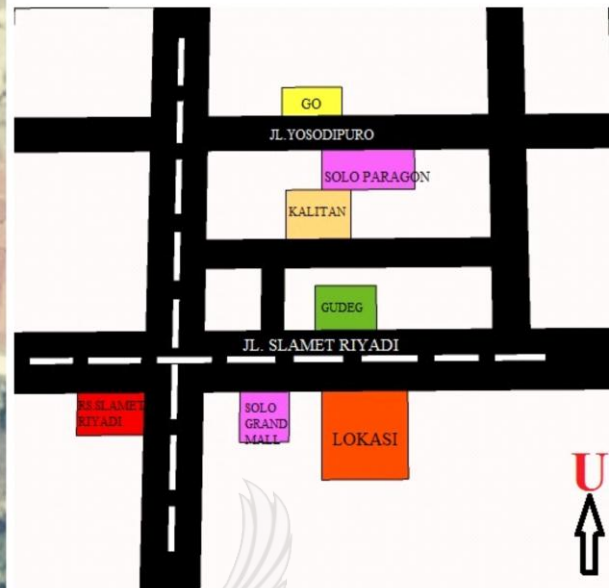 GO
JL.YOSODIPURO
SOLO PARAGON
KALITAN
GUDEG
JL. SLAMET RIYADI
RS.SLAMET
RIYADI
SOLO
GRAND
MALL
LOKASI
U